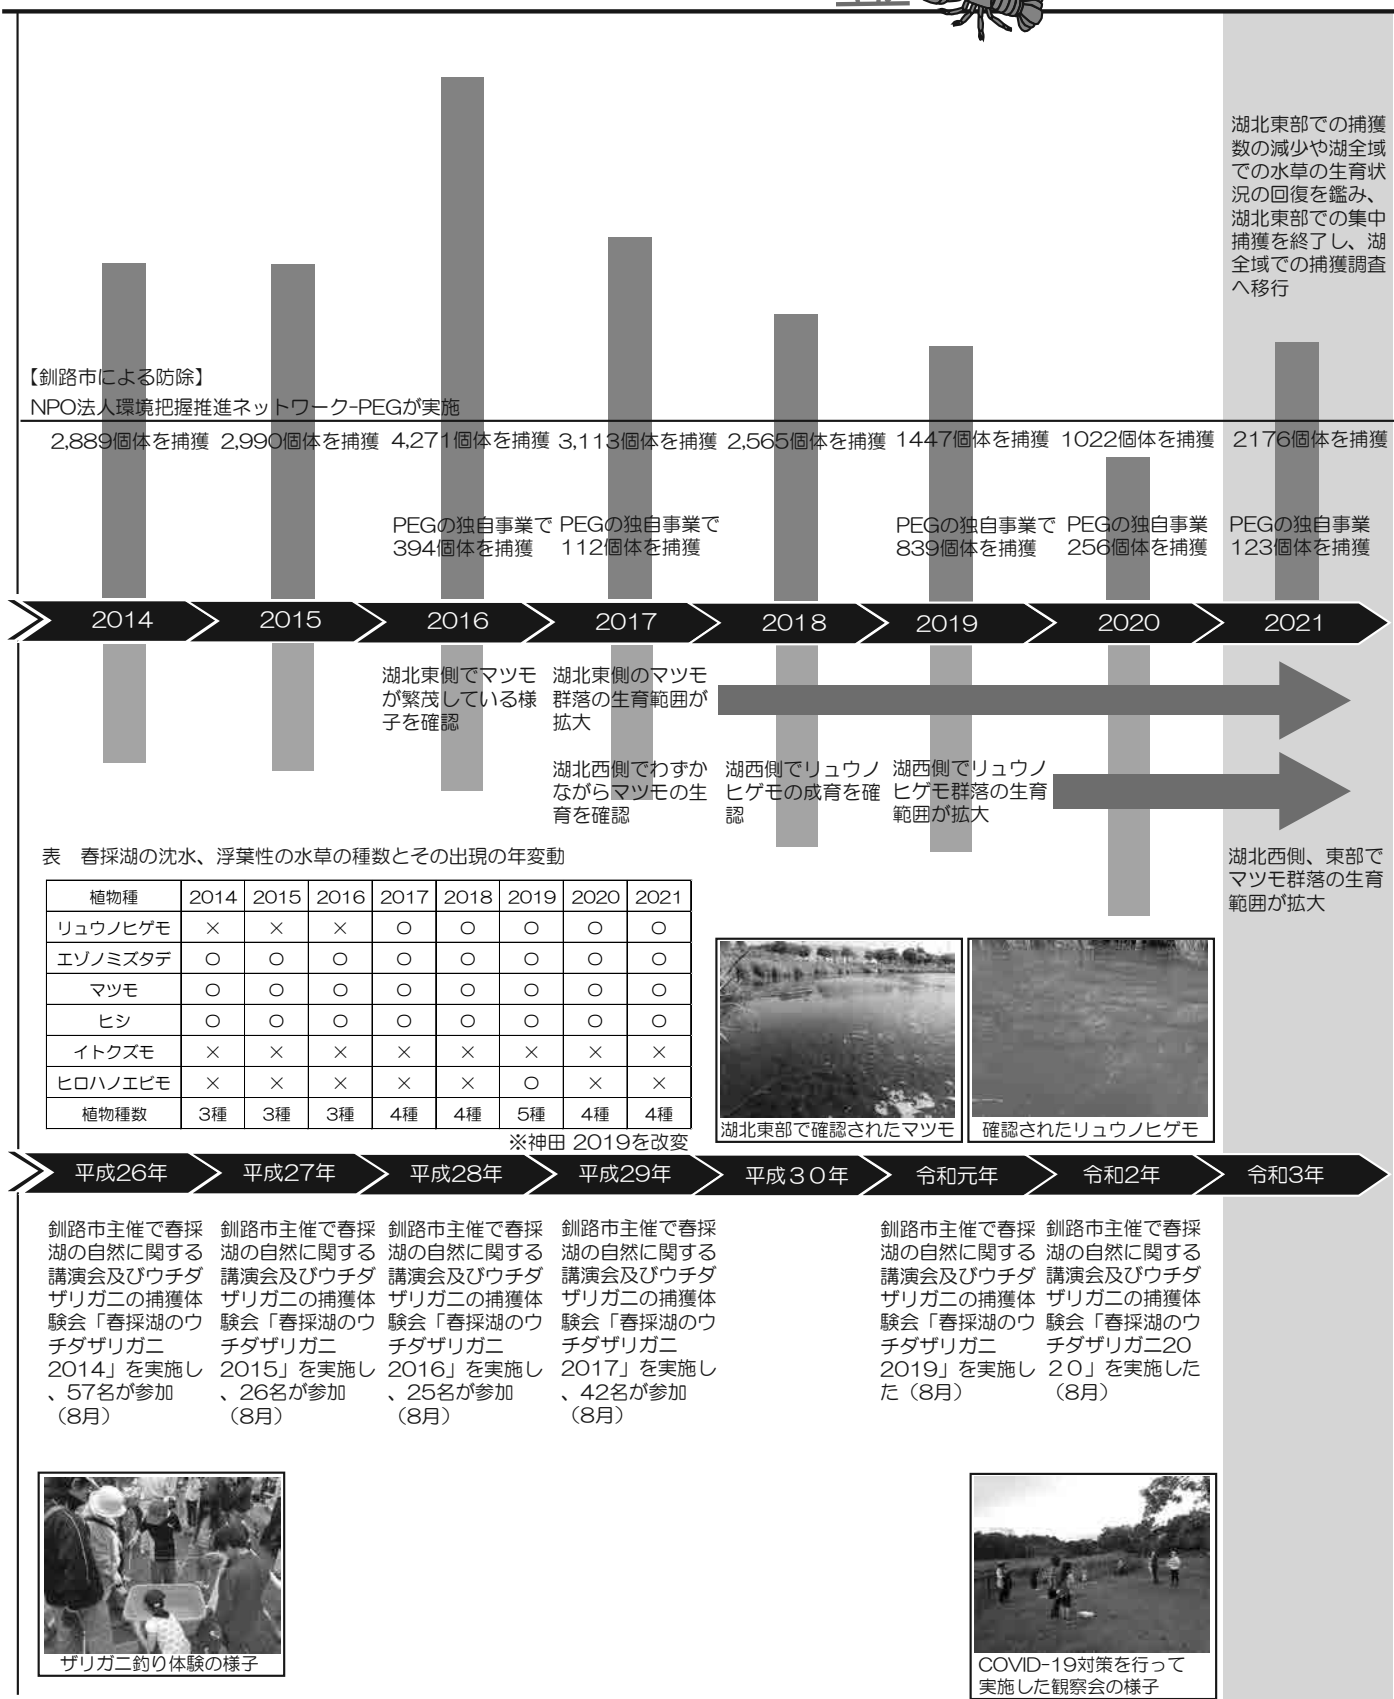 湖北東部での捕獲
数の減少や湖全域
での水草の生育状
況の回復を鑑み、
湖北東部での集中
捕獲を終了し、湖
全域での捕獲調査
へ移行
【釧路市による防除】
NPO法人環境把握推進ネットワーク-PEGが実施
2,889個体を捕獲 2,990個体を捕獲 4,271個体を捕獲 3,113個体を捕獲 2,565個体を捕獲 1447個体を捕獲 1022個体を捕獲 2176個体を捕獲
PEGの独自事業で
394個体を捕獲
PEGの独自事業で
112個体を捕獲
PEGの独自事業で
839個体を捕獲
PEGの独自事業
256個体を捕獲
PEGの独自事業
123個体を捕獲
2014 2015 2016 2017 2018 2019 2020 2021
湖北東側でマツモ
が繁茂している様
子を確認
湖北東側のマツモ
群落の生育範囲が
拡大
湖北西側でわずか
ながらマツモの生
育を確認
湖西側でリュウノ
ヒゲモの成育を確
認
湖西側でリュウノ
ヒゲモ群落の生育
範囲が拡大
湖北西側、東部で
マツモ群落の生育
範囲が拡大
表 春採湖の沈水、浮葉性の水草の種数とその出現の年変動
植物種 2014 2015 2016 2017 2018 2019 2020 2021
リュウノヒゲモ × × × ○ ○ ○ ○ ○
エゾノミズタデ ○ ○ ○ ○ ○ ○ ○ ○
マツモ ○ ○ ○ ○ ○ ○ ○ ○
ヒシ ○ ○ ○ ○ ○ ○ ○ ○
イトクズモ × × × × × × × ×
ヒロハノエビモ × × × × × ○ × ×
植物種数 3種 3種 3種 4種 4種 5種 4種 4種
※神田 2019を改変
湖北東部で確認されたマツモ
確認されたリュウノヒゲモ
平成26年 平成27年 平成28年 平成29年 平成30年 令和元年 令和2年 令和3年
釧路市主催で春採
湖の自然に関する
講演会及びウチダ
ザリガニの捕獲体
験会「春採湖のウ
チダザリガニ
2014」を実施し
、57名が参加
（8月）
釧路市主催で春採
湖の自然に関する
講演会及びウチダ
ザリガニの捕獲体
験会「春採湖のウ
チダザリガニ
2015」を実施し
、26名が参加
（8月）
釧路市主催で春採
湖の自然に関する
講演会及びウチダ
ザリガニの捕獲体
験会「春採湖のウ
チダザリガニ
2016」を実施し
、25名が参加
（8月）
釧路市主催で春採
湖の自然に関する
講演会及びウチダ
ザリガニの捕獲体
験会「春採湖のウ
チダザリガニ
2017」を実施し
、42名が参加
（8月）
釧路市主催で春採
湖の自然に関する
講演会及びウチダ
ザリガニの捕獲体
験会「春採湖のウ
チダザリガニ
2019」を実施し
た（8月）
釧路市主催で春採
湖の自然に関する
講演会及びウチダ
ザリガニの捕獲体
験会「春採湖のウ
チダザリガニ20
20」を実施した
（8月）
ザリガニ釣り体験の様子
COVID-19対策を行って
実施した観察会の様子